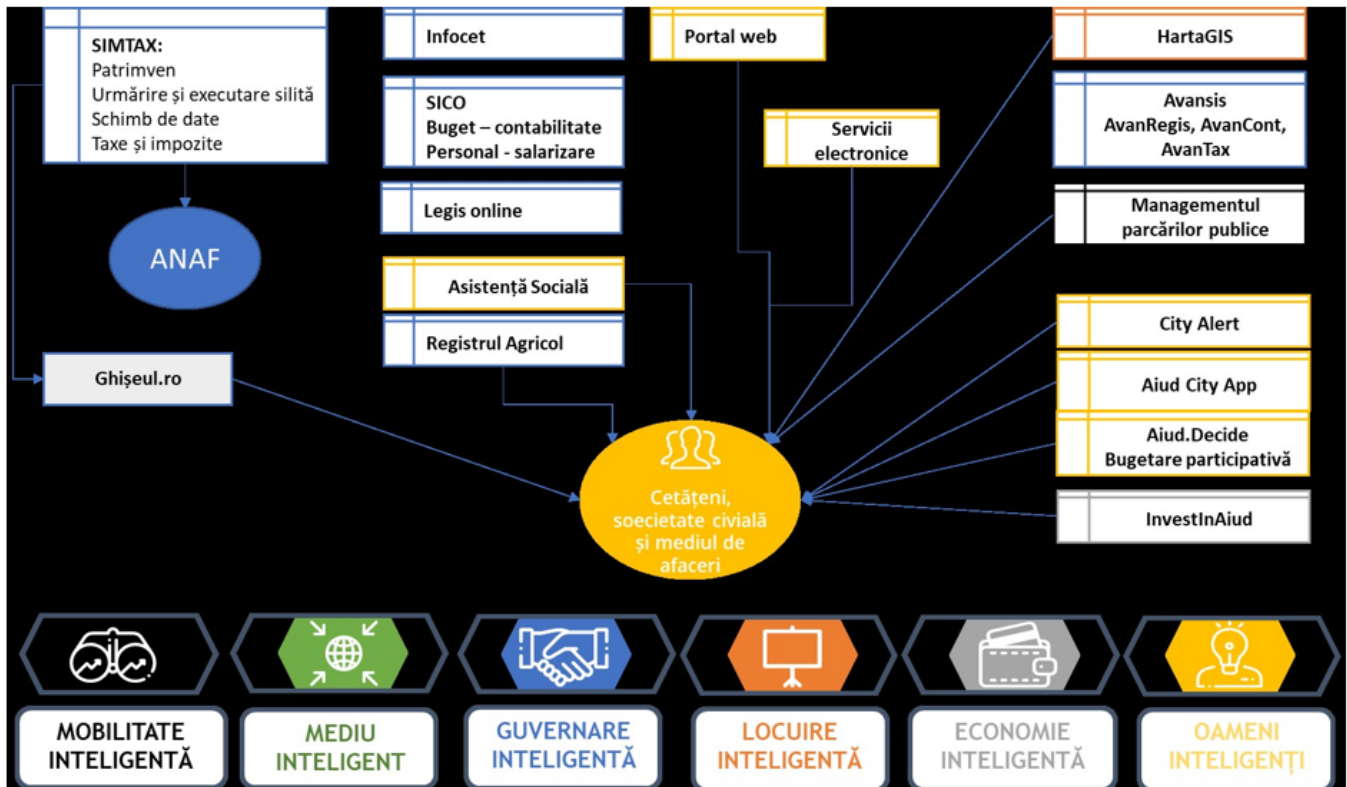 SIMTAX:
Patrimven
Urmărire și executare silită
Schimb de date
Taxe și impozite
ANAF
Ghișeul.ro
Infocet
SICO
Buget – contabilitate
Personal - salarizare
Legis online
Asistență Socială
Registrul Agricol
Portal web
Servicii
electronice
HartaGIS
Avansis
AvanRegis, AvanCont,
AvanTax
Managementul
parcărilor publice
City Alert
Aiud City App
Aiud.Decide
Bugetare participativă
InvestInAiud
Cetățeni,
soecietate civială
și mediul de
afaceri
MOBILITATE
INTELIGENTĂ
MEDIU
INTELIGENT
GUVERNARE
INTELIGENTĂ
LOCUIRE
INTELIGENTĂ
ECONOMIE
INTELIGENTĂ
OAMENI
INTELIGENȚI